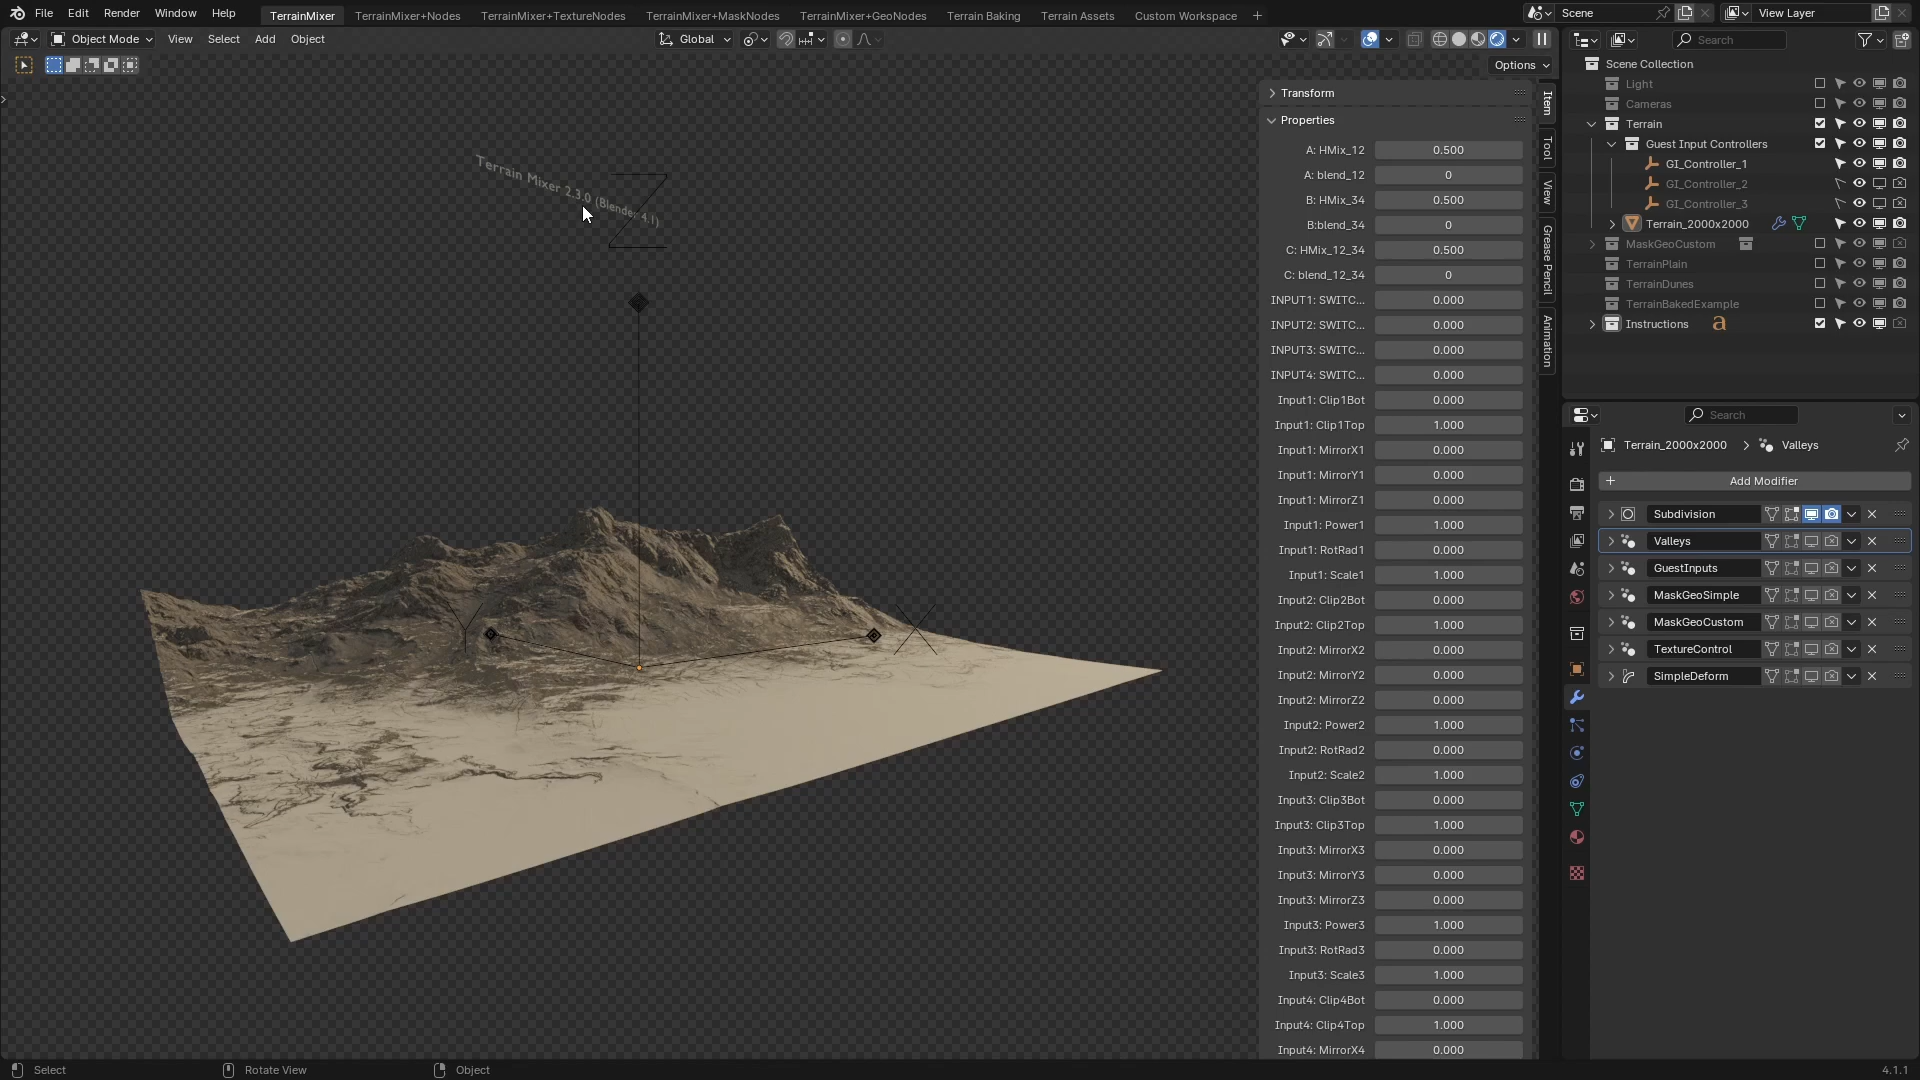 File Edit Render Window Help TerrainMixer TerrainMixer+Nodes TerrainMixer+TextureNodes TerrainMixer+MaskNodes TerrainMixer+GeoNodes Terrain Baking Terrain Assets Custom Workspace + Scene View Layer
Object Mode View Select Add Object Global Search
Options
Terrain Mixer 2.3.0 (Blender 4.1)
Z
Y
X
Transform
Properties
A: HMix_12 0.500
A: blend_12 0
B: HMix_34 0.500
B:blend_34 0
C: HMix_12_34 0.500
C: blend_12_34 0
INPUT1: SWITC... 0.000
INPUT2: SWITC... 0.000
INPUT3: SWITC... 0.000
INPUT4: SWITC... 0.000
Input1: Clip1Bot 0.000
Input1: Clip1Top 1.000
Input1: MirrorX1 0.000
Input1: MirrorY1 0.000
Input1: MirrorZ1 0.000
Input1: Power1 1.000
Input1: RotRad1 0.000
Input1: Scale1 1.000
Input2: Clip2Bot 0.000
Input2: Clip2Top 1.000
Input2: MirrorX2 0.000
Input2: MirrorY2 0.000
Input2: MirrorZ2 0.000
Input2: Power2 1.000
Input2: RotRad2 0.000
Input2: Scale2 1.000
Input3: Clip3Bot 0.000
Input3: Clip3Top 1.000
Input3: MirrorX3 0.000
Input3: MirrorY3 0.000
Input3: MirrorZ3 0.000
Input3: Power3 1.000
Input3: RotRad3 0.000
Input3: Scale3 1.000
Input4: Clip4Bot 0.000
Input4: Clip4Top 1.000
Input4: MirrorX4 0.000
Item
Tool
View
Grease Pencil
Animation
Scene Collection
Light
Cameras
Terrain
Guest Input Controllers
GI_Controller_1
GI_Controller_2
GI_Controller_3
Terrain_2000x2000
MaskGeoCustom
TerrainPlain
TerrainDunes
TerrainBakedExample
Instructions a
Search
Terrain_2000x2000 > Valleys
+ Add Modifier
Subdivision
Valleys
GuestInputs
MaskGeoSimple
MaskGeoCustom
TextureControl
SimpleDeform
Select Rotate View Object 4.1.1